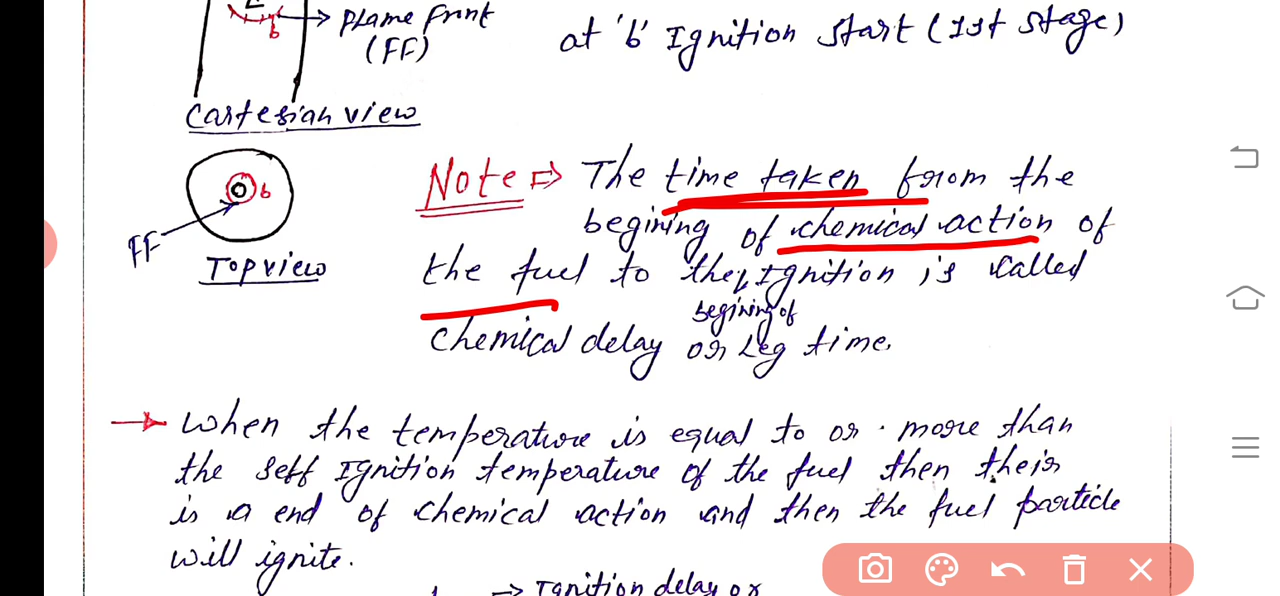 b
→ Flame front
(FF)
at 'b' Ignition start (1st stage)
Cartesian view
b
FF
Top view
Note ⇒ The time taken from the
begining of chemical action of
the fuel to the, Ignition is called
begining of
chemical delay or Leg time.
→ When the temperature is equal to or more than
the self Ignition temperature of the fuel then their
is a end of chemical action and then the fuel particle
will ignite.
→ Ignition delay or